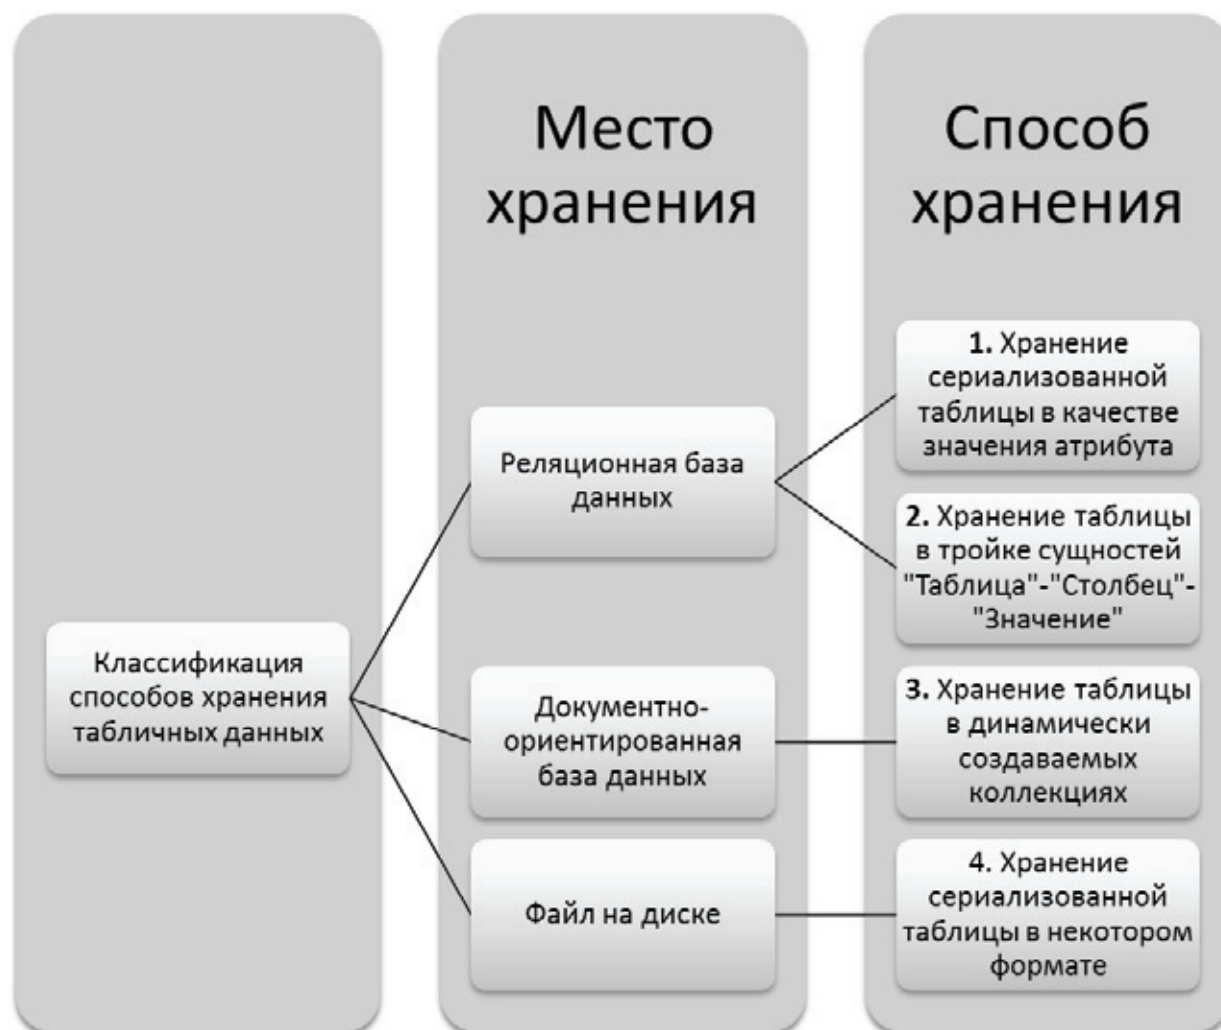 Место
хранения
Способ
хранения
Классификация
способов хранения
табличных данных
Реляционная база
данных
Документно-
ориентированная
база данных
Файл на диске
1. Хранение
сериализованной
таблицы в качестве
значения атрибута
2. Хранение таблицы
в тройке сущностей
"Таблица"-"Столбец"-
"Значение"
3. Хранение таблицы
в динамически
создаваемых
коллекциях
4. Хранение
сериализованной
таблицы в некотором
формате